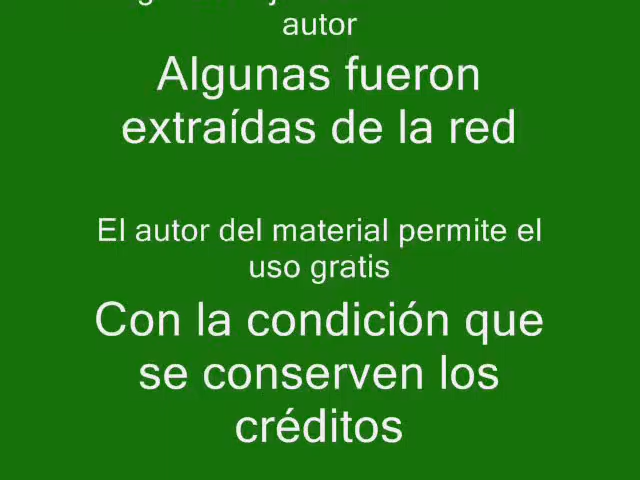 autor
Algunas fueron
extraídas de la red
El autor del material permite el
uso gratis
Con la condición que
se conserven los
créditos